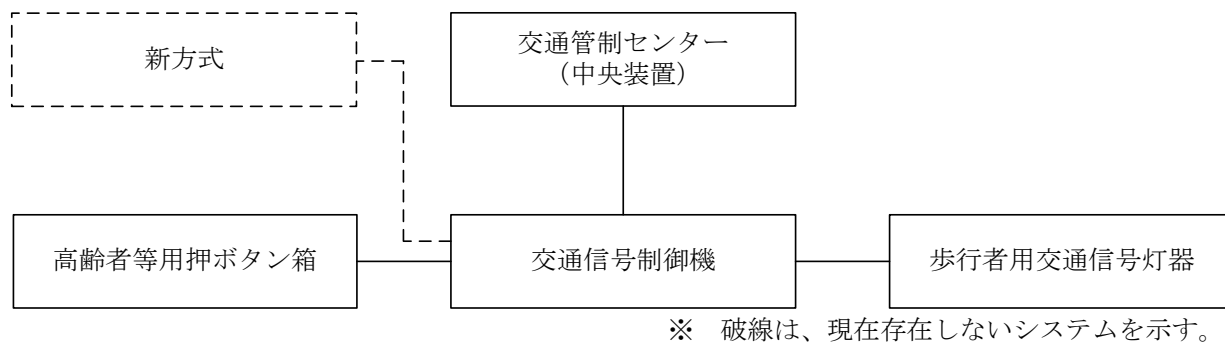 新方式
交通管制センター
（中央装置）
高齢者等用押ボタン箱
交通信号制御機
歩行者用交通信号灯器
※　破線は、現在存在しないシステムを示す。